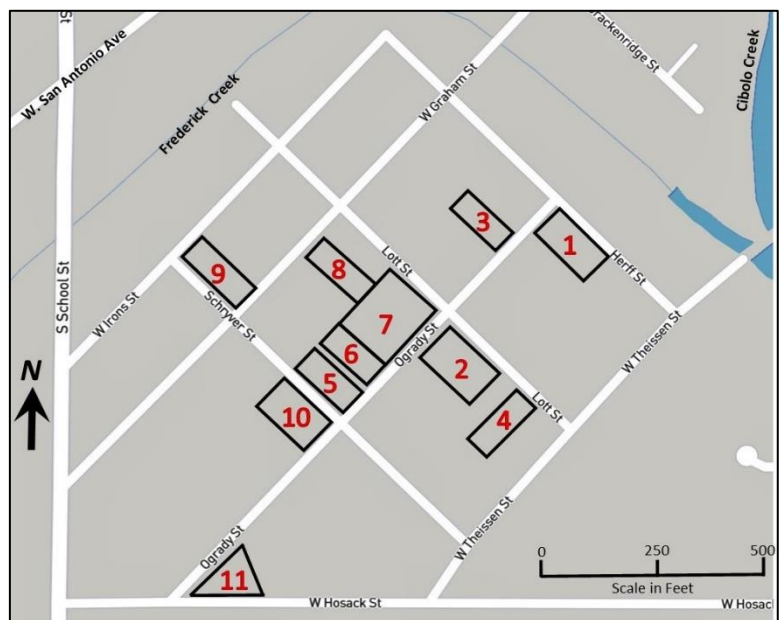 St
W. San Antonio Ave
Frederick Creek
W Graham St
rackenridge St
Cibolo Creek
3
1
Herff St
9
8
Lott St
S School St
W Irons St
Schryver St
7
6
Ogrady St
5
2
W Theissen St
N
10
4
Lott St
W Theissen St
Ogrady St
11
0 250 500
Scale in Feet
W Hosack St
W Hosac